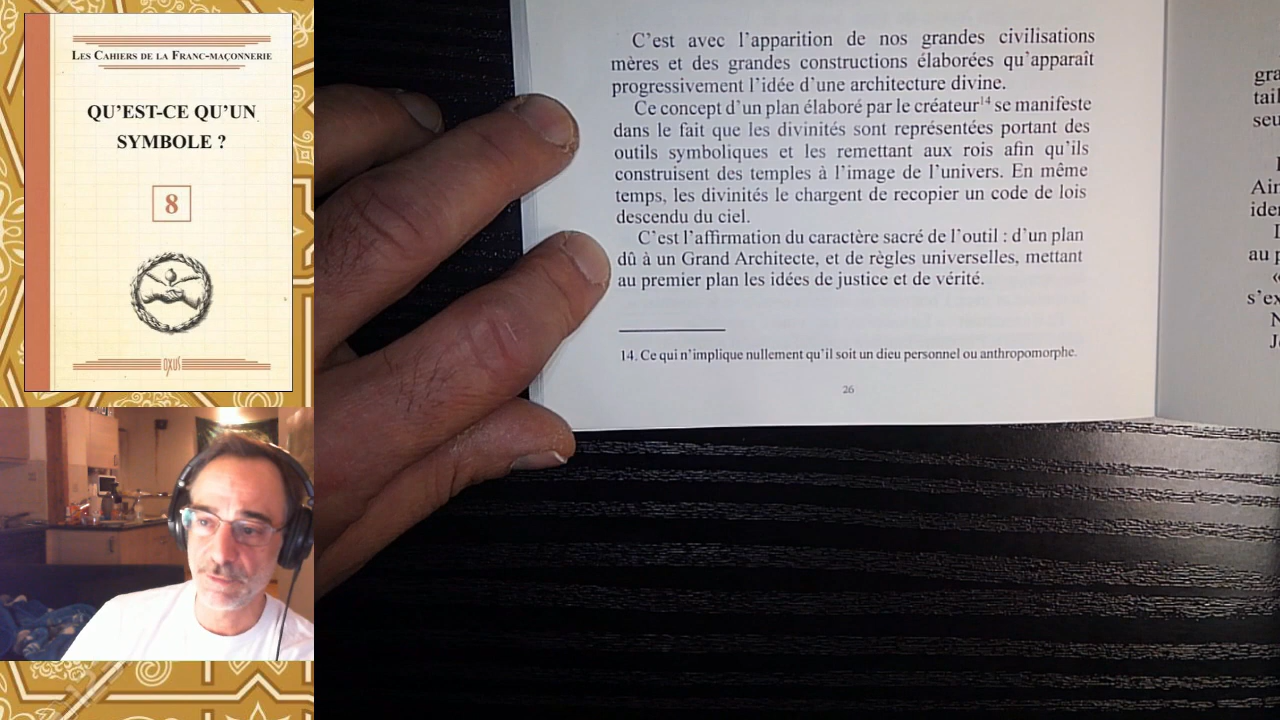 LES CAHIERS DE LA FRANC-MAÇONNERIE
QU'EST-CE QU'UN
SYMBOLE ?
8
OXUS
C'est avec l'apparition de nos grandes civilisations
mères et des grandes constructions élaborées qu'apparaît
progressivement l'idée d'une architecture divine.
Ce concept d'un plan élaboré par le créateur14 se manifeste
dans le fait que les divinités sont représentées portant des
outils symboliques et les remettant aux rois afin qu'ils
construisent des temples à l'image de l'univers. En même
temps, les divinités le chargent de recopier un code de lois
descendu du ciel.
C'est l'affirmation du caractère sacré de l'outil : d'un plan
dû à un Grand Architecte, et de règles universelles, mettant
au premier plan les idées de justice et de vérité.
14. Ce qui n'implique nullement qu'il soit un dieu personnel ou anthropomorphe.
26